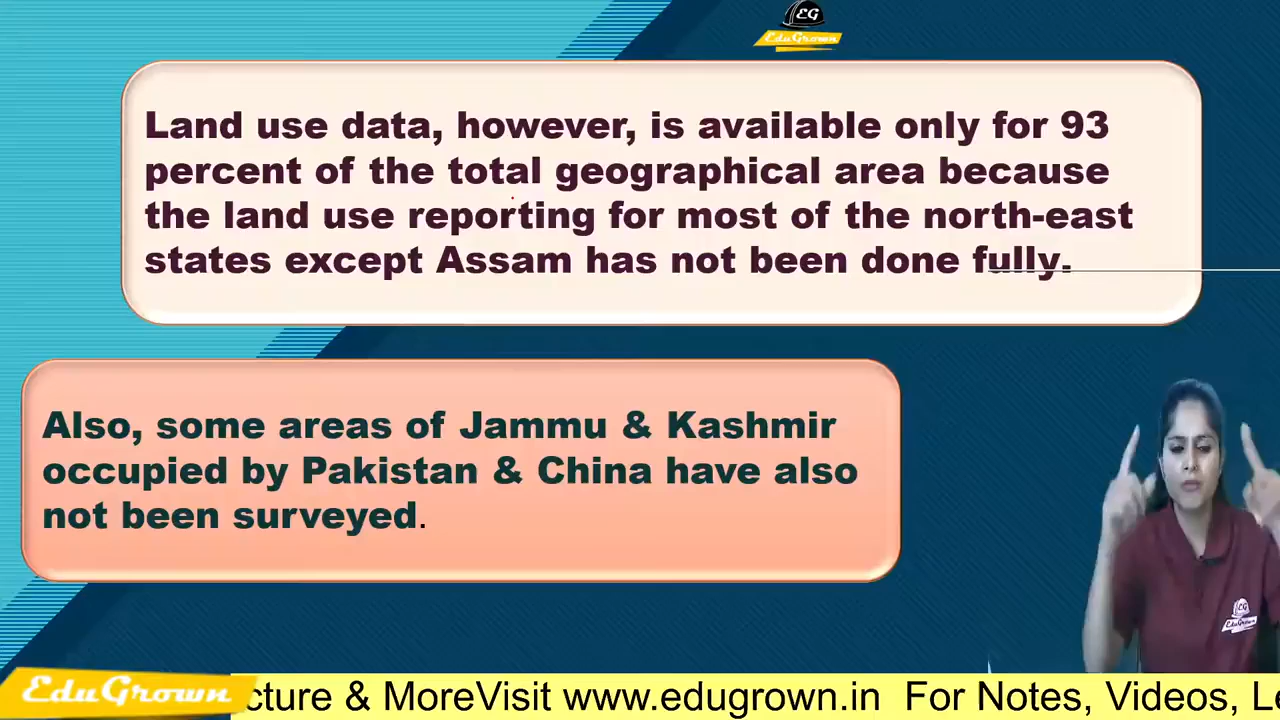 EG
EduGrown
Land use data, however, is available only for 93
percent of the total geographical area because
the land use reporting for most of the north-east
states except Assam has not been done fully.
Also, some areas of Jammu & Kashmir
occupied by Pakistan & China have also
not been surveyed.
EG
EduGrown
EduGrown
cture & MoreVisit www.edugrown.in For Notes, Videos, Le